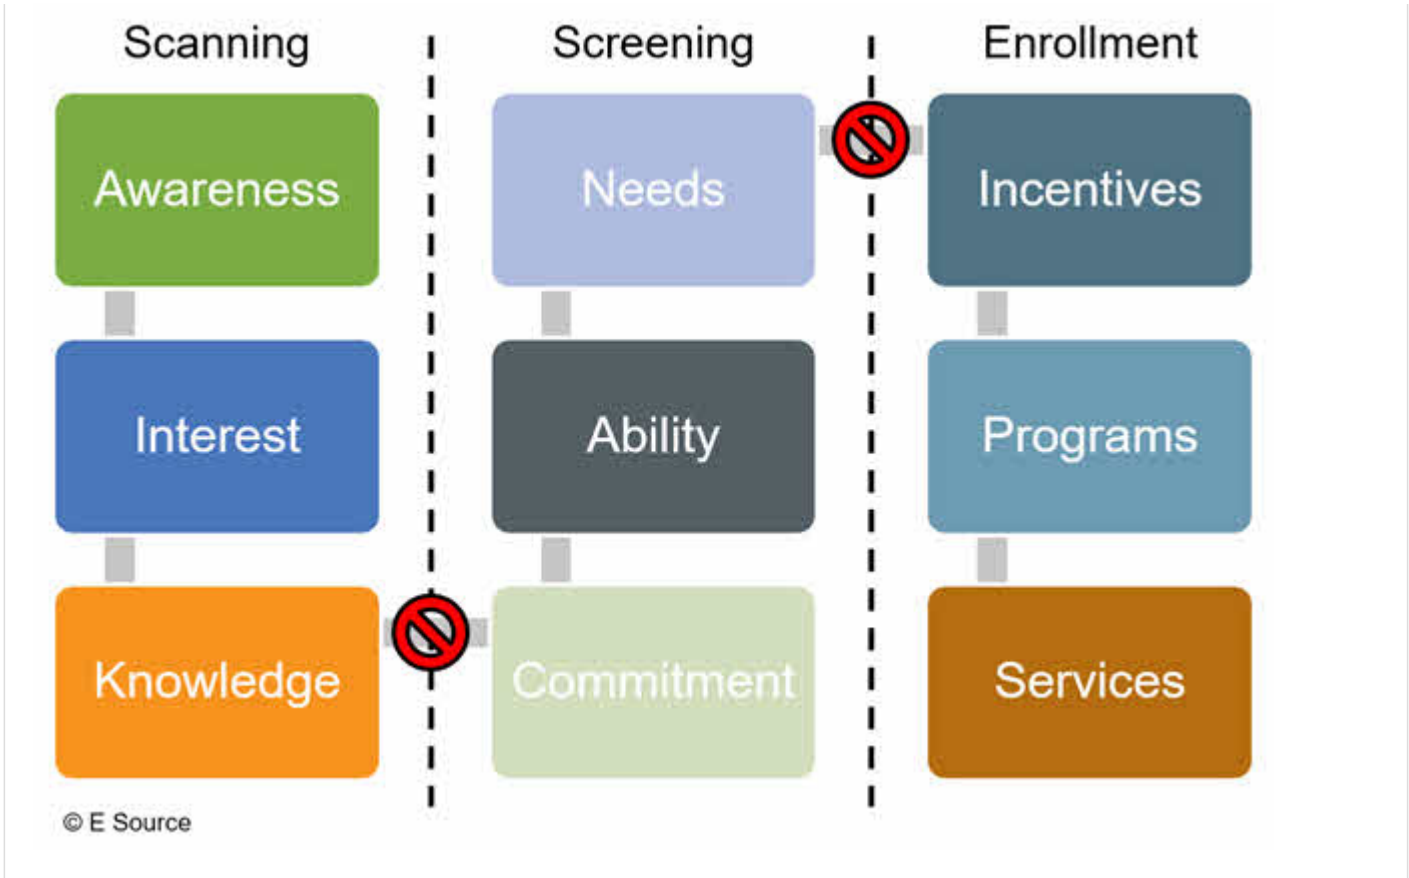 Scanning
Awareness
Interest
Knowledge
Screening
Needs
Ability
Commitment
Enrollment
Incentives
Programs
Services
© E Source